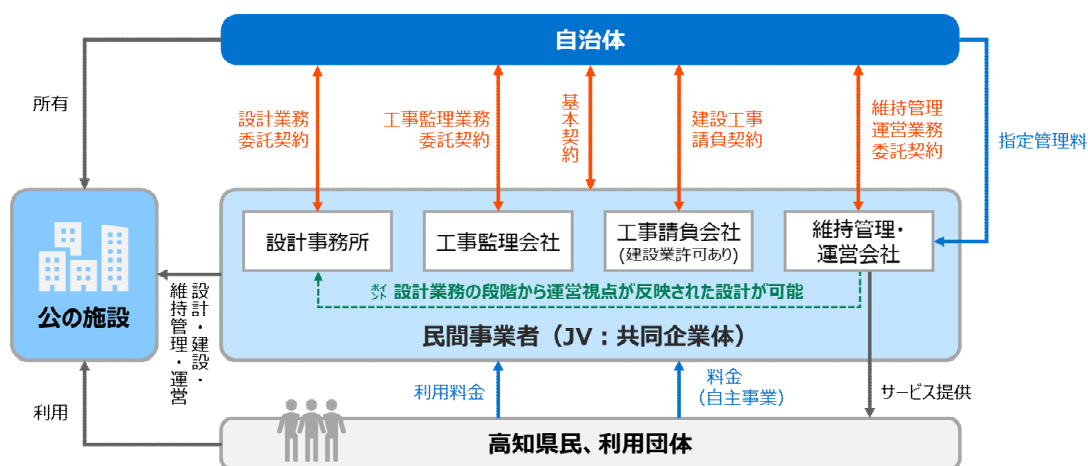 自治体
所有
設計業務
委託契約
工事監理業務
委託契約
基本契約
建設工事
請負契約
維持管理
運営業務
委託契約
指定管理料
公の施設
設計事務所
工事監理会社
工事請負会社
(建設業許可あり)
維持管理・
運営会社
ポイント 設計業務の段階から運営視点が反映された設計が可能
民間事業者（JV：共同企業体）
設計・建設・
維持管理・運営
利用
利用料金
料金
（自主事業）
サービス提供
高知県民、利用団体